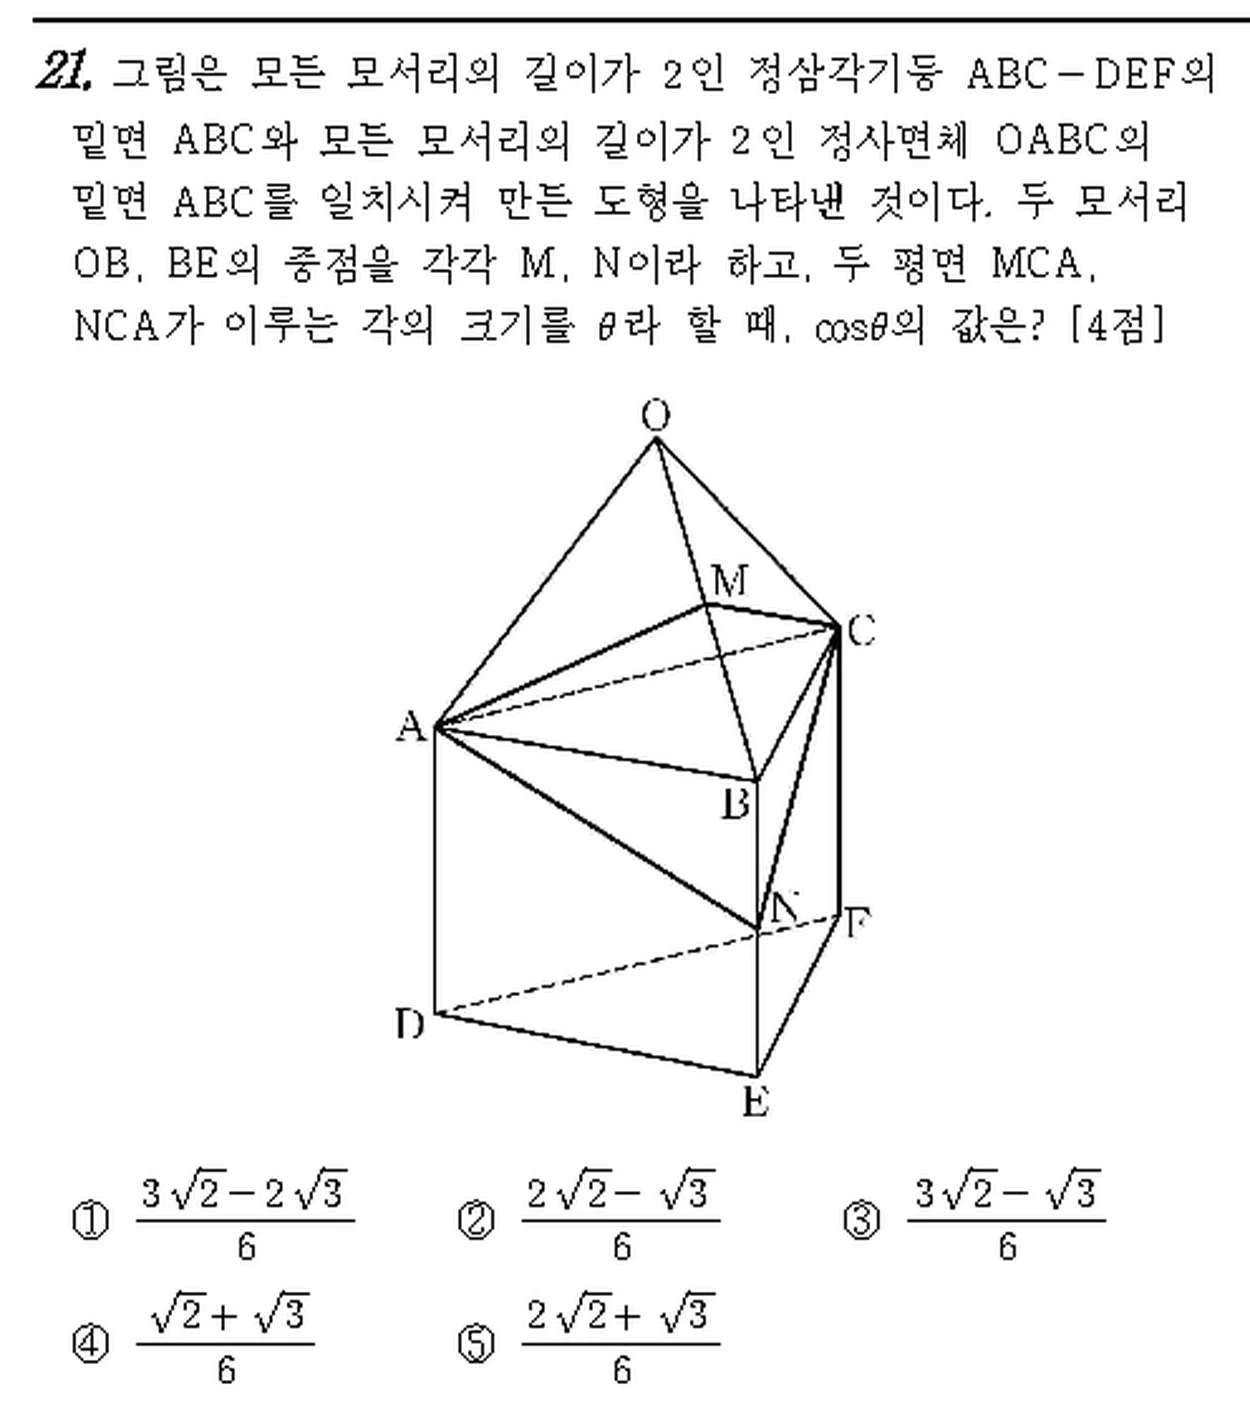 21. 그림은 모든 모서리의 길이가 2인 정삼각기둥 ABC－DEF의
밑면 ABC와 모든 모서리의 길이가 2인 정사면체 OABC의
밑면 ABC를 일치시켜 만든 도형을 나타낸 것이다. 두 모서리
OB, BE의 중점을 각각 M, N이라 하고, 두 평면 MCA,
NCA가 이루는 각의 크기를 θ라 할 때, cosθ의 값은? [4점]
O
M
C
A
B
N
F
D
E
① (3√2－2√3)/6 ② (2√2－√3)/6 ③ (3√2－√3)/6
④ (√2＋√3)/6 ⑤ (2√2＋√3)/6